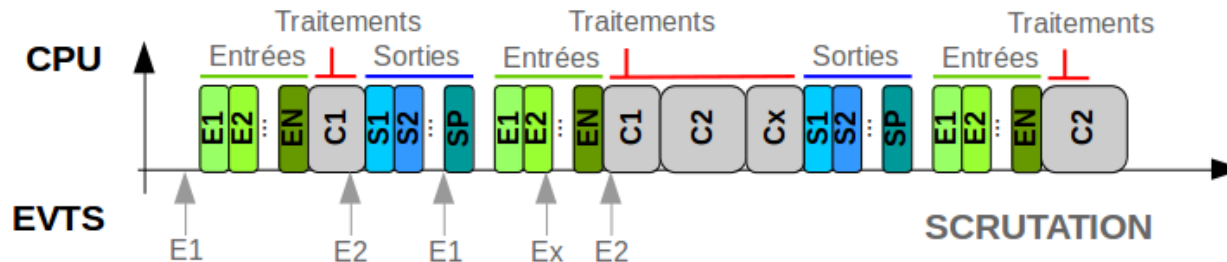 Traitements Traitements Traitements
CPU Entrées Sorties Entrées Sorties Entrées
E1 E2 ... EN C1 S1 S2 ... SP E1 E2 ... EN C1 C2 Cx S1 S2 ... SP E1 E2 ... EN C2
EVTS E1 E2 E1 Ex E2 SCRUTATION